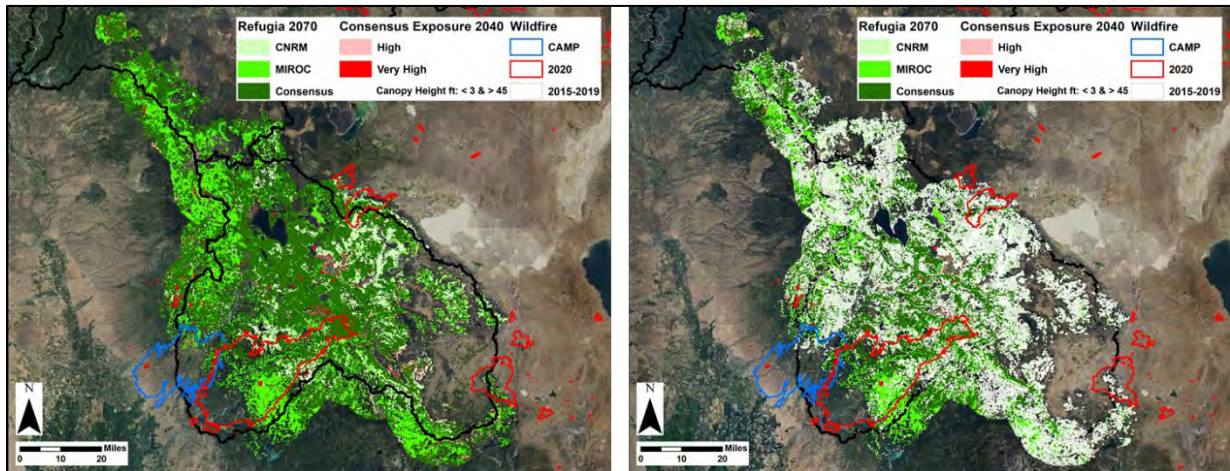 Refugia 2070 Consensus Exposure 2040 Wildfire
CNRM High CAMP
MIROC Very High 2020
Consensus Canopy Height ft: < 3 & > 45 2015-2019
N
Miles
0 10 20
Refugia 2070 Consensus Exposure 2040 Wildfire
CNRM High CAMP
MIROC Very High 2020
Consensus Canopy Height ft: < 3 & > 45 2015-2019
N
Miles
0 10 20